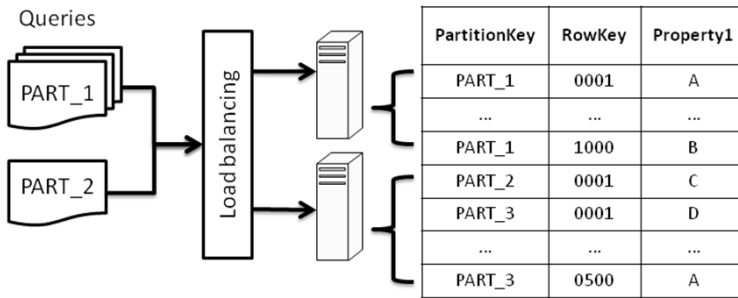 Queries
PART_1
PART_2
Load balancing
PartitionKey RowKey Property1
PART_1 0001 A
... ... ...
PART_1 1000 B
PART_2 0001 C
PART_3 0001 D
... ... ...
PART_3 0500 A